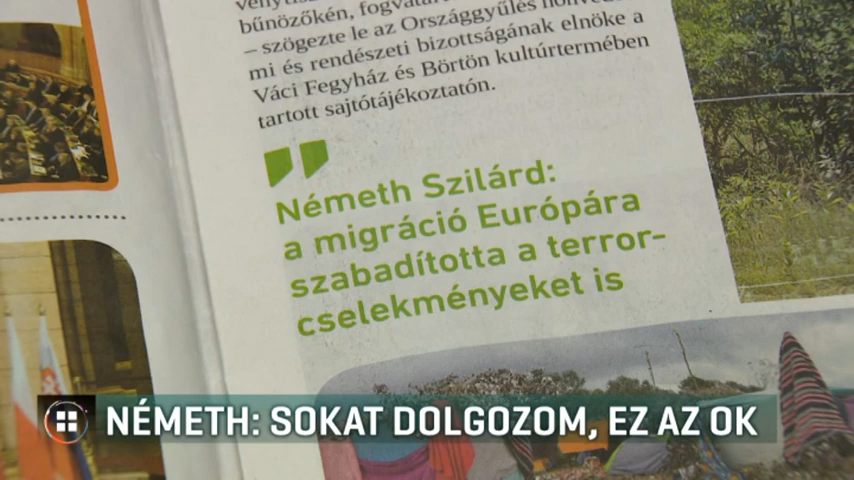 bűnözőkén, fogvatar
– szögezte le az Országgyűlés honvéd
mi és rendészeti bizottságának elnöke a
Váci Fegyház és Börtön kultúrtermében
tartott sajtótájékoztatón.
Németh Szilárd:
a migráció Európára
szabadította a terror-
cselekményeket is
NÉMETH: SOKAT DOLGOZOM, EZ AZ OK